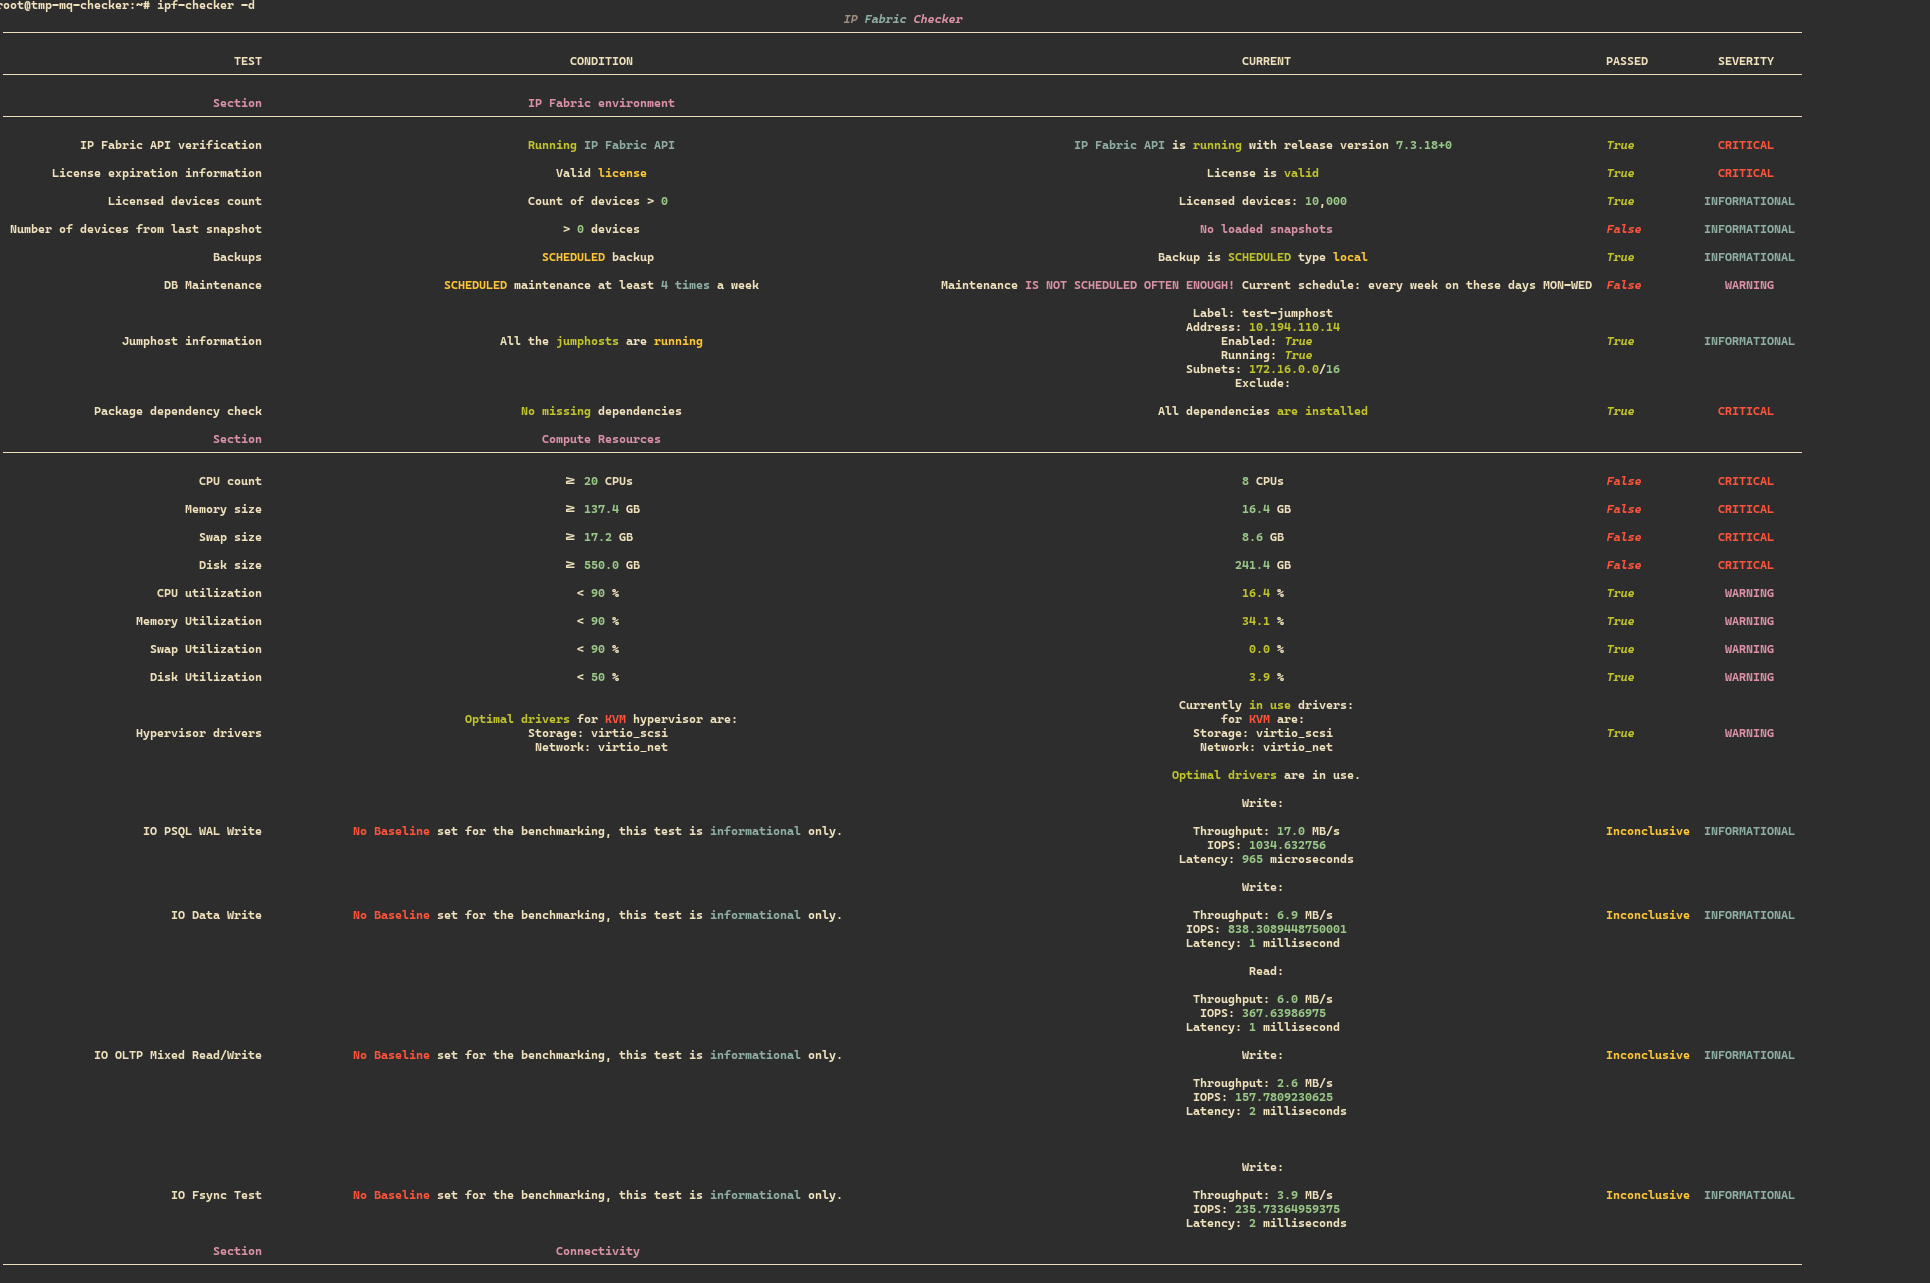 root@tmp-mq-checker:~# ipf-checker -d
IP Fabric Checker
TEST CONDITION CURRENT PASSED SEVERITY
Section IP Fabric environment
IP Fabric API verification Running IP Fabric API IP Fabric API is running with release version 7.3.18+0 True CRITICAL
License expiration information Valid license License is valid True CRITICAL
Licensed devices count Count of devices > 0 Licensed devices: 10,000 True INFORMATIONAL
Number of devices from last snapshot > 0 devices No loaded snapshots False INFORMATIONAL
Backups SCHEDULED backup Backup is SCHEDULED type local True INFORMATIONAL
DB Maintenance SCHEDULED maintenance at least 4 times a week Maintenance IS NOT SCHEDULED OFTEN ENOUGH! Current schedule: every week on these days MON-WED False WARNING
Label: test-jumphost
Address: 10.194.110.14
Enabled: True
Jumphost information All the jumphosts are running True INFORMATIONAL
Running: True
Subnets: 172.16.0.0/16
Exclude:
Package dependency check No missing dependencies All dependencies are installed True CRITICAL
Section Compute Resources
CPU count ≥ 20 CPUs 8 CPUs False CRITICAL
Memory size ≥ 137.4 GB 16.4 GB False CRITICAL
Swap size ≥ 17.2 GB 8.6 GB False CRITICAL
Disk size ≥ 550.0 GB 241.4 GB False CRITICAL
CPU utilization < 90 % 16.4 % True WARNING
Memory Utilization < 90 % 34.1 % True WARNING
Swap Utilization < 90 % 0.0 % True WARNING
Disk Utilization < 50 % 3.9 % True WARNING
Currently in use drivers:
Optimal drivers for KVM hypervisor are: for KVM are:
Hypervisor drivers Storage: virtio_scsi Storage: virtio_scsi True WARNING
Network: virtio_net Network: virtio_net
Optimal drivers are in use.
Write:
IO PSQL WAL Write No Baseline set for the benchmarking, this test is informational only. Throughput: 17.0 MB/s Inconclusive INFORMATIONAL
IOPS: 1034.632756
Latency: 965 microseconds
Write:
IO Data Write No Baseline set for the benchmarking, this test is informational only. Throughput: 6.9 MB/s Inconclusive INFORMATIONAL
IOPS: 838.3089448750001
Latency: 1 millisecond
Read:
Throughput: 6.0 MB/s
IOPS: 367.63986975
Latency: 1 millisecond
IO OLTP Mixed Read/Write No Baseline set for the benchmarking, this test is informational only. Write: Inconclusive INFORMATIONAL
Throughput: 2.6 MB/s
IOPS: 157.7809230625
Latency: 2 milliseconds
Write:
IO Fsync Test No Baseline set for the benchmarking, this test is informational only. Throughput: 3.9 MB/s Inconclusive INFORMATIONAL
IOPS: 235.73364959375
Latency: 2 milliseconds
Section Connectivity